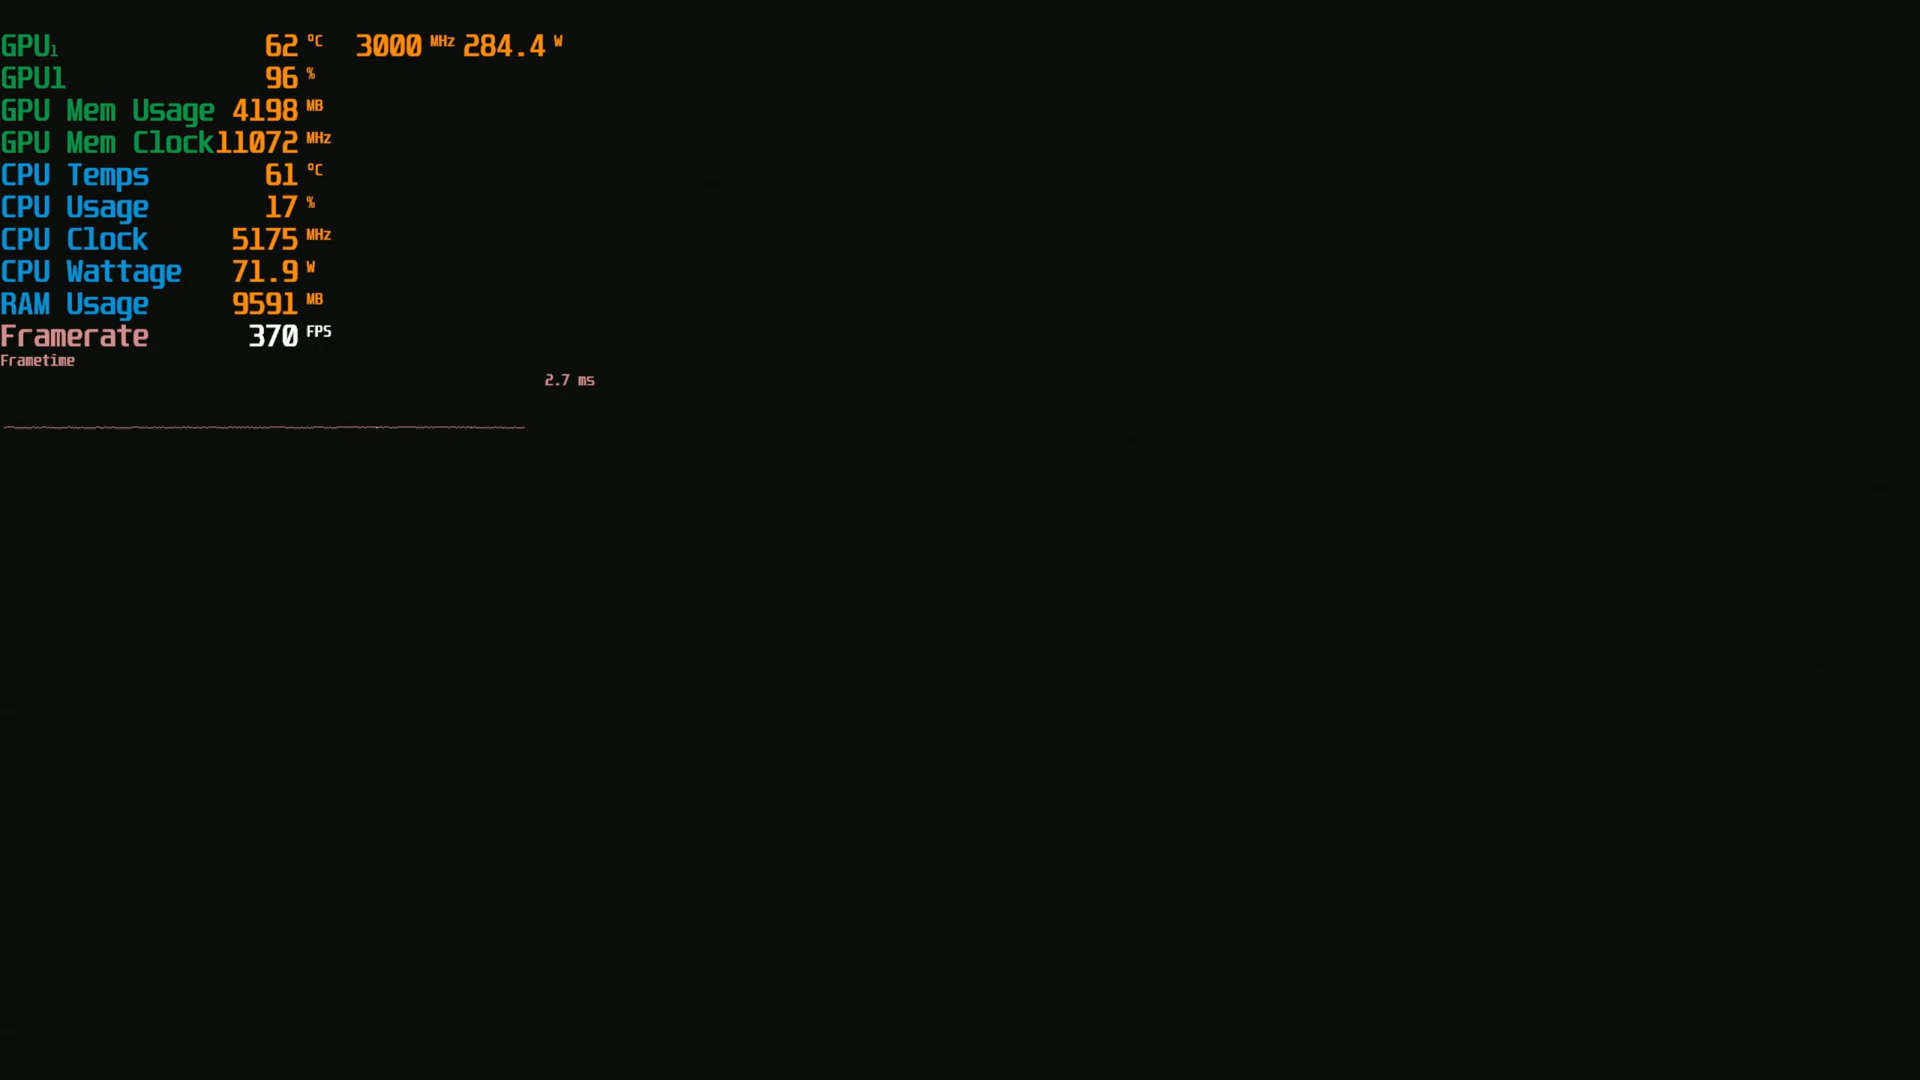 GPU1 62 °C 3000 MHz 284.4 W
GPU1 96 %
GPU Mem Usage 4198 MB
GPU Mem Clock 11072 MHz
CPU Temps 61 °C
CPU Usage 17 %
CPU Clock 5175 MHz
CPU Wattage 71.9 W
RAM Usage 9591 MB
Framerate 370 FPS
Frametime
2.7 ms